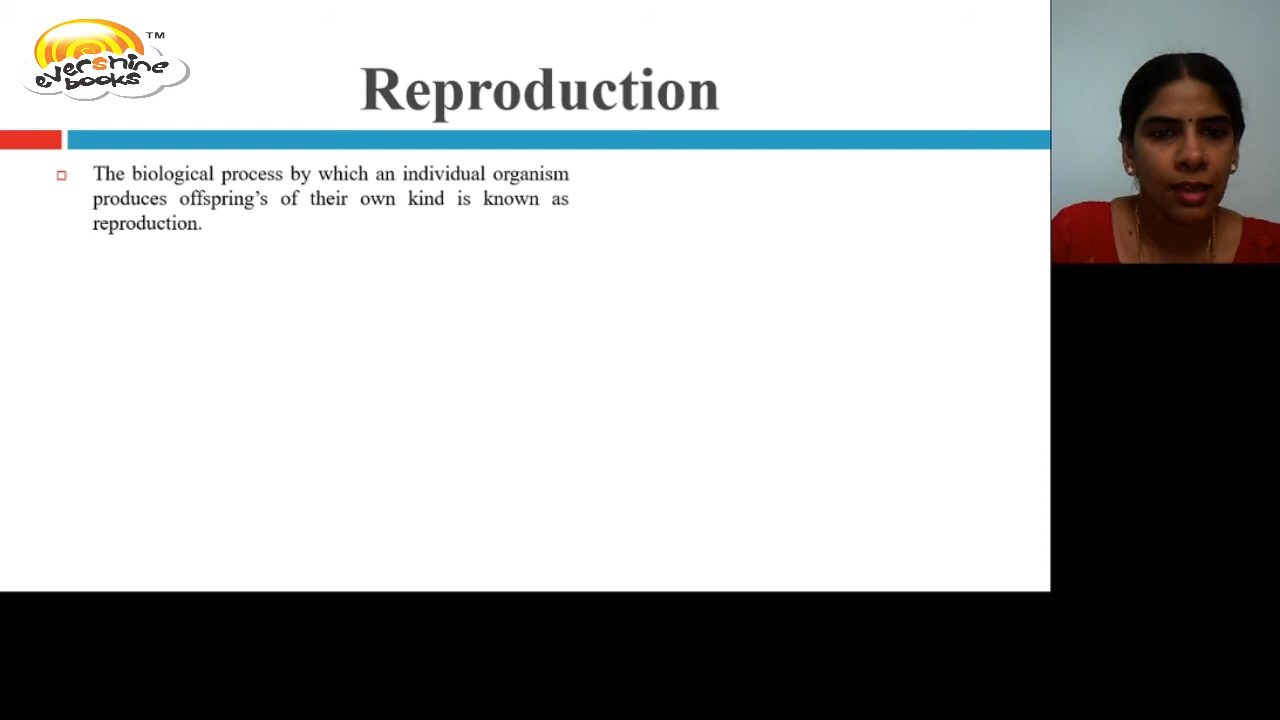 evershine
books
TM
Reproduction
The biological process by which an individual organism
produces offspring’s of their own kind is known as
reproduction.